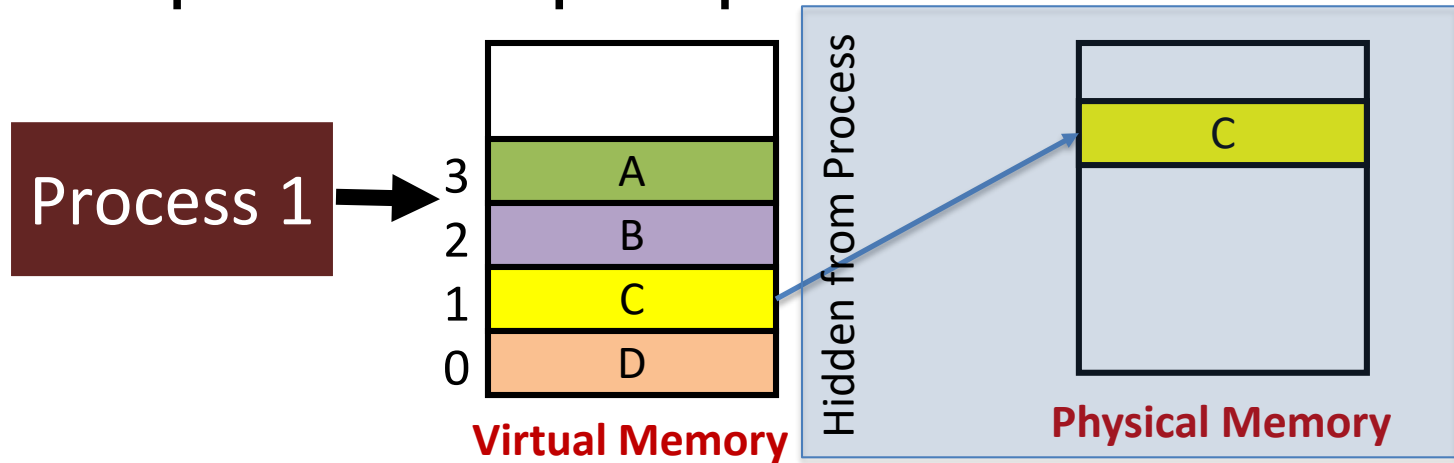 Process 1
3
A
2
B
1
C
0
D
Virtual Memory
Hidden from Process
C
Physical Memory